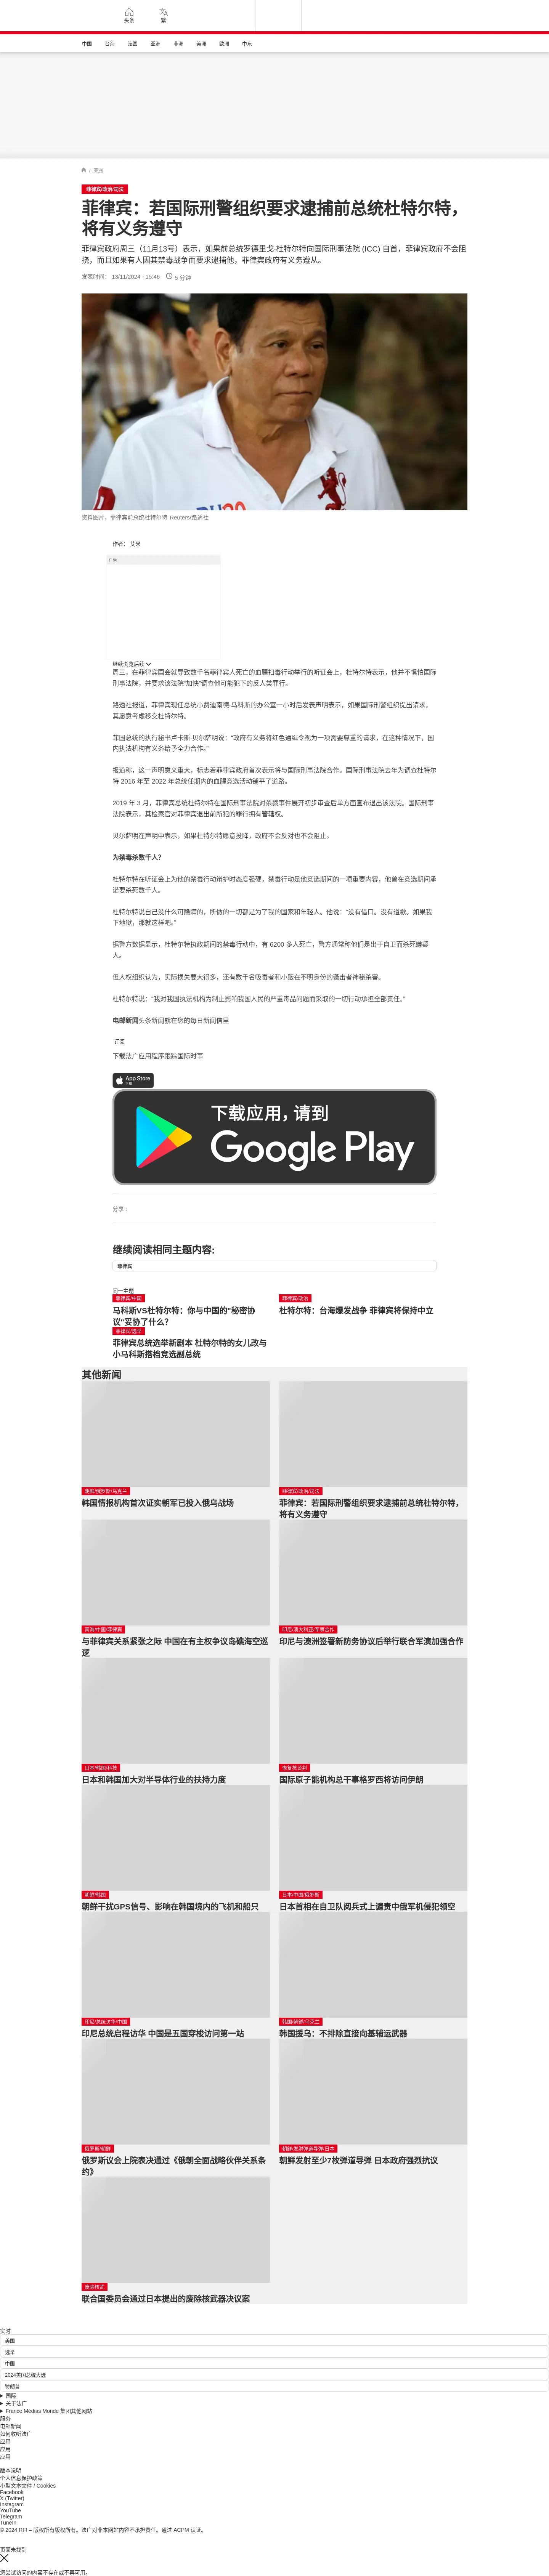 头条
繁
中国
台海
法国
亚洲
非洲
美洲
欧洲
中东
/ 亚洲
菲律宾/政治/司法
菲律宾：若国际刑警组织要求逮捕前总统杜特尔特，
将有义务遵守
菲律宾政府周三（11月13号）表示，如果前总统罗德里戈·杜特尔特向国际刑事法院 (ICC) 自首，菲律宾政府不会阻
挠，而且如果有人因其禁毒战争而要求逮捕他，菲律宾政府有义务遵从。
发表时间： 13/11/2024 - 15:46
5 分钟
资料图片，菲律宾前总统杜特尔特 Reuters/路透社
作者： 艾米
广告
继续浏览后续
周三，在菲律宾国会就导致数千名菲律宾人死亡的血腥扫毒行动举行的听证会上，杜特尔特表示，他并不惧怕国际
刑事法院，并要求该法院“加快”调查他可能犯下的反人类罪行。
路透社报道，菲律宾现任总统小费迪南德·马科斯的办公室一小时后发表声明表示，如果国际刑警组织提出请求，
其愿意考虑移交杜特尔特。
菲国总统的执行秘书卢卡斯·贝尔萨明说：“政府有义务将红色通缉令视为一项需要尊重的请求，在这种情况下，国
内执法机构有义务给予全力合作。”
报道称，这一声明意义重大，标志着菲律宾政府首次表示将与国际刑事法院合作。国际刑事法院去年为调查杜特尔
特 2016 年至 2022 年总统任期内的血腥竞选活动铺平了道路。
2019 年 3 月，菲律宾总统杜特尔特在国际刑事法院对杀戮事件展开初步审查后单方面宣布退出该法院。国际刑事
法院表示，其检察官对菲律宾退出前所犯的罪行拥有管辖权。
贝尔萨明在声明中表示，如果杜特尔特愿意投降，政府不会反对也不会阻止。
为禁毒杀数千人？
杜特尔特在听证会上为他的禁毒行动辩护时态度强硬，禁毒行动是他竞选期间的一项重要内容，他曾在竞选期间承
诺要杀死数千人。
杜特尔特说自己没什么可隐瞒的，所做的一切都是为了我的国家和年轻人。他说：“没有借口。没有道歉。如果我
下地狱，那就这样吧。”
据警方数据显示，杜特尔特执政期间的禁毒行动中，有 6200 多人死亡，警方通常称他们是出于自卫而杀死嫌疑
人。
但人权组织认为，实际损失要大得多，还有数千名吸毒者和小贩在不明身份的袭击者神秘杀害。
杜特尔特说：“我对我国执法机构为制止影响我国人民的严重毒品问题而采取的一切行动承担全部责任。”
电邮新闻头条新闻就在您的每日新闻信里
订阅
下载法广应用程序跟踪国际时事
App Store
下载应用，请到
Google Play
分享 :
继续阅读相同主题内容:
菲律宾
同一主题
菲律宾/中国
马科斯VS杜特尔特：你与中国的"秘密协
议"妥协了什么？
菲律宾/政治
杜特尔特：台海爆发战争 菲律宾将保持中立
菲律宾/选举
菲律宾总统选举新剧本 杜特尔特的女儿改与
小马科斯搭档竞选副总统
其他新闻
朝鲜/俄罗斯/乌克兰
韩国情报机构首次证实朝军已投入俄乌战场
菲律宾/政治/司法
菲律宾：若国际刑警组织要求逮捕前总统杜特尔特，
将有义务遵守
南海/中国/菲律宾
与菲律宾关系紧张之际 中国在有主权争议岛礁海空巡
逻
印尼/澳大利亚/军事合作
印尼与澳洲签署新防务协议后举行联合军演加强合作
日本/韩国/科技
日本和韩国加大对半导体行业的扶持力度
恢复核谈判
国际原子能机构总干事格罗西将访问伊朗
朝鲜/韩国
朝鲜干扰GPS信号、影响在韩国境内的飞机和船只
日本/中国/俄罗斯
日本首相在自卫队阅兵式上谴责中俄军机侵犯领空
印尼/总统访华/中国
印尼总统启程访华 中国是五国穿梭访问第一站
韩国/朝鲜/乌克兰
韩国援乌：不排除直接向基辅运武器
俄罗斯/朝鲜
俄罗斯议会上院表决通过《俄朝全面战略伙伴关系条
约》
朝鲜/发射弹道导弹/日本
朝鲜发射至少7枚弹道导弹 日本政府强烈抗议
废除核武
联合国委员会通过日本提出的废除核武器决议案
实时
美国
选举
中国
2024美国总统大选
特朗普
国际
关于法广
France Médias Monde 集团其他网站
服务
电邮新闻
如何收听法广
应用
应用
应用
版本说明
个人信息保护政策
小型文本文件 / Cookies
Facebook
X (Twitter)
Instagram
YouTube
Telegram
TuneIn
© 2024 RFI – 版权所有版权所有。法广对非本网站内容不承担责任。通过 ACPM 认证。
页面未找到
您尝试访问的内容不存在或不再可用。